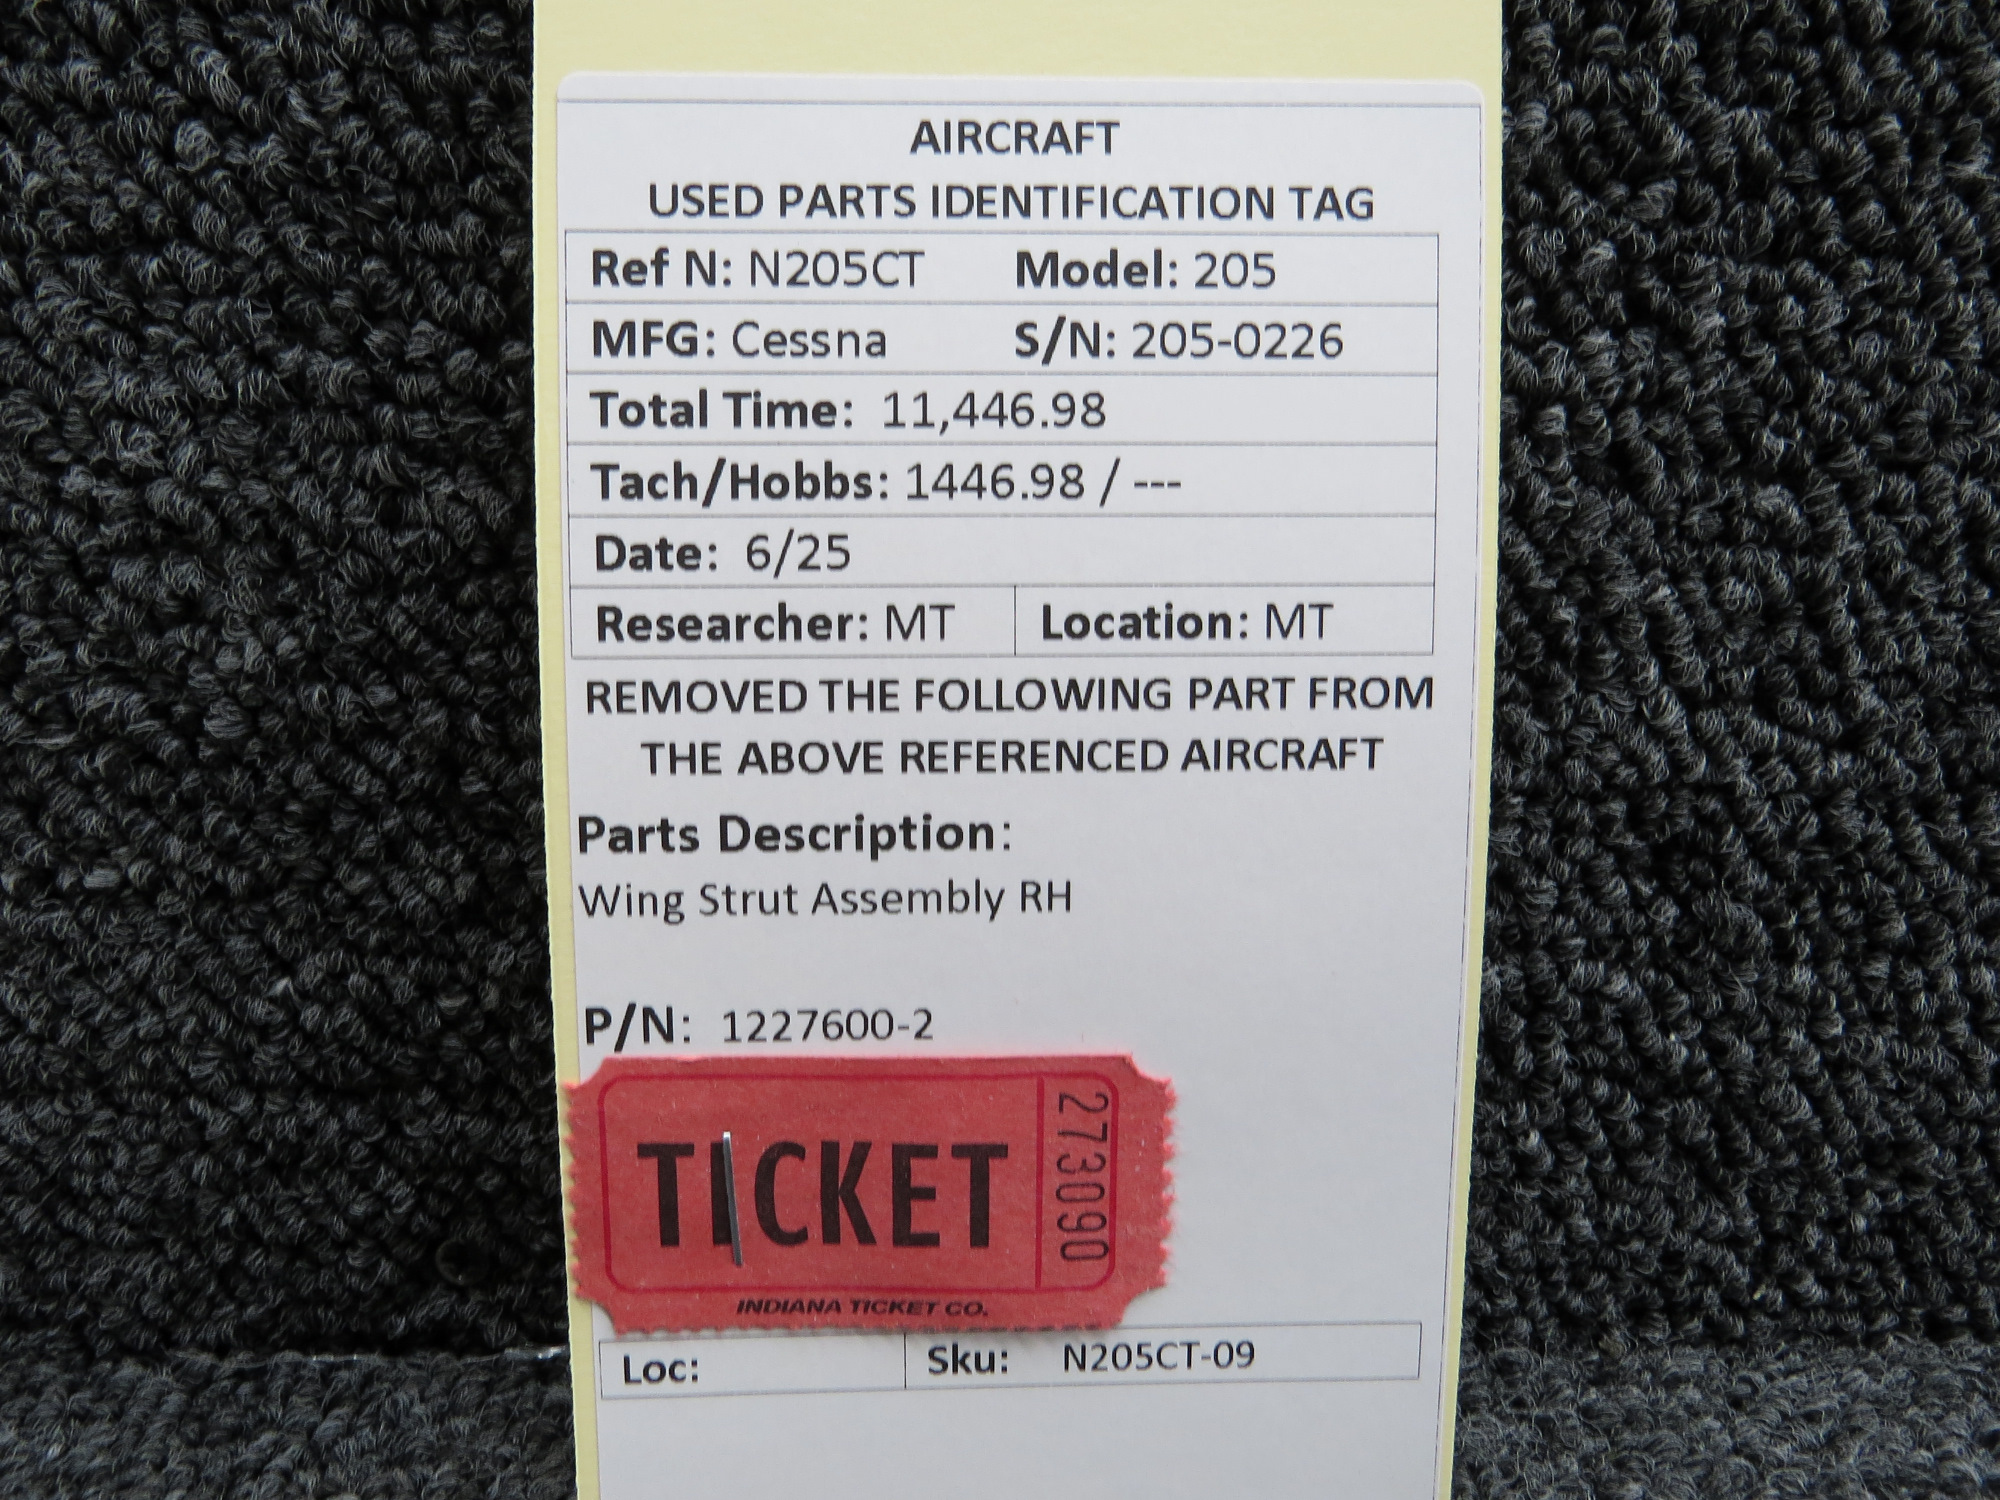 AIRCRAFT
USED PARTS IDENTIFICATION TAG
Ref N: N205CT Model: 205
MFG: Cessna S/N: 205-0226
Total Time: 11,446.98
Tach/Hobbs: 1446.98 / ---
Date: 6/25
Researcher: MT Location: MT
REMOVED THE FOLLOWING PART FROM
THE ABOVE REFERENCED AIRCRAFT
Parts Description:
Wing Strut Assembly RH
P/N: 1227600-2
TICKET
273090
INDIANA TICKET CO.
Loc: Sku: N205CT-09